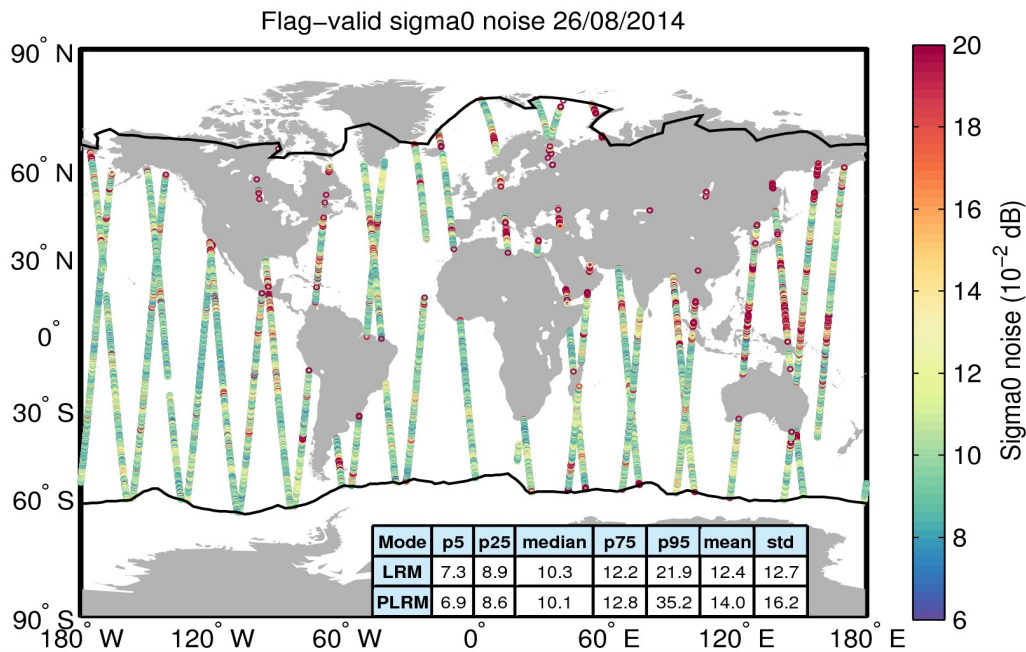 Flag−valid sigma0 noise 26/08/2014
90° N
60° N
30° N
0°
30° S
60° S
90° S
180° W
120° W
60° W
0°
60° E
120° E
180° E
Mode p5 p25 median p75 p95 mean std
LRM 7.3 8.9 10.3 12.2 21.9 12.4 12.7
PLRM 6.9 8.6 10.1 12.8 35.2 14.0 16.2
20
18
16
14
12
10
8
6
Sigma0 noise (10⁻² dB)